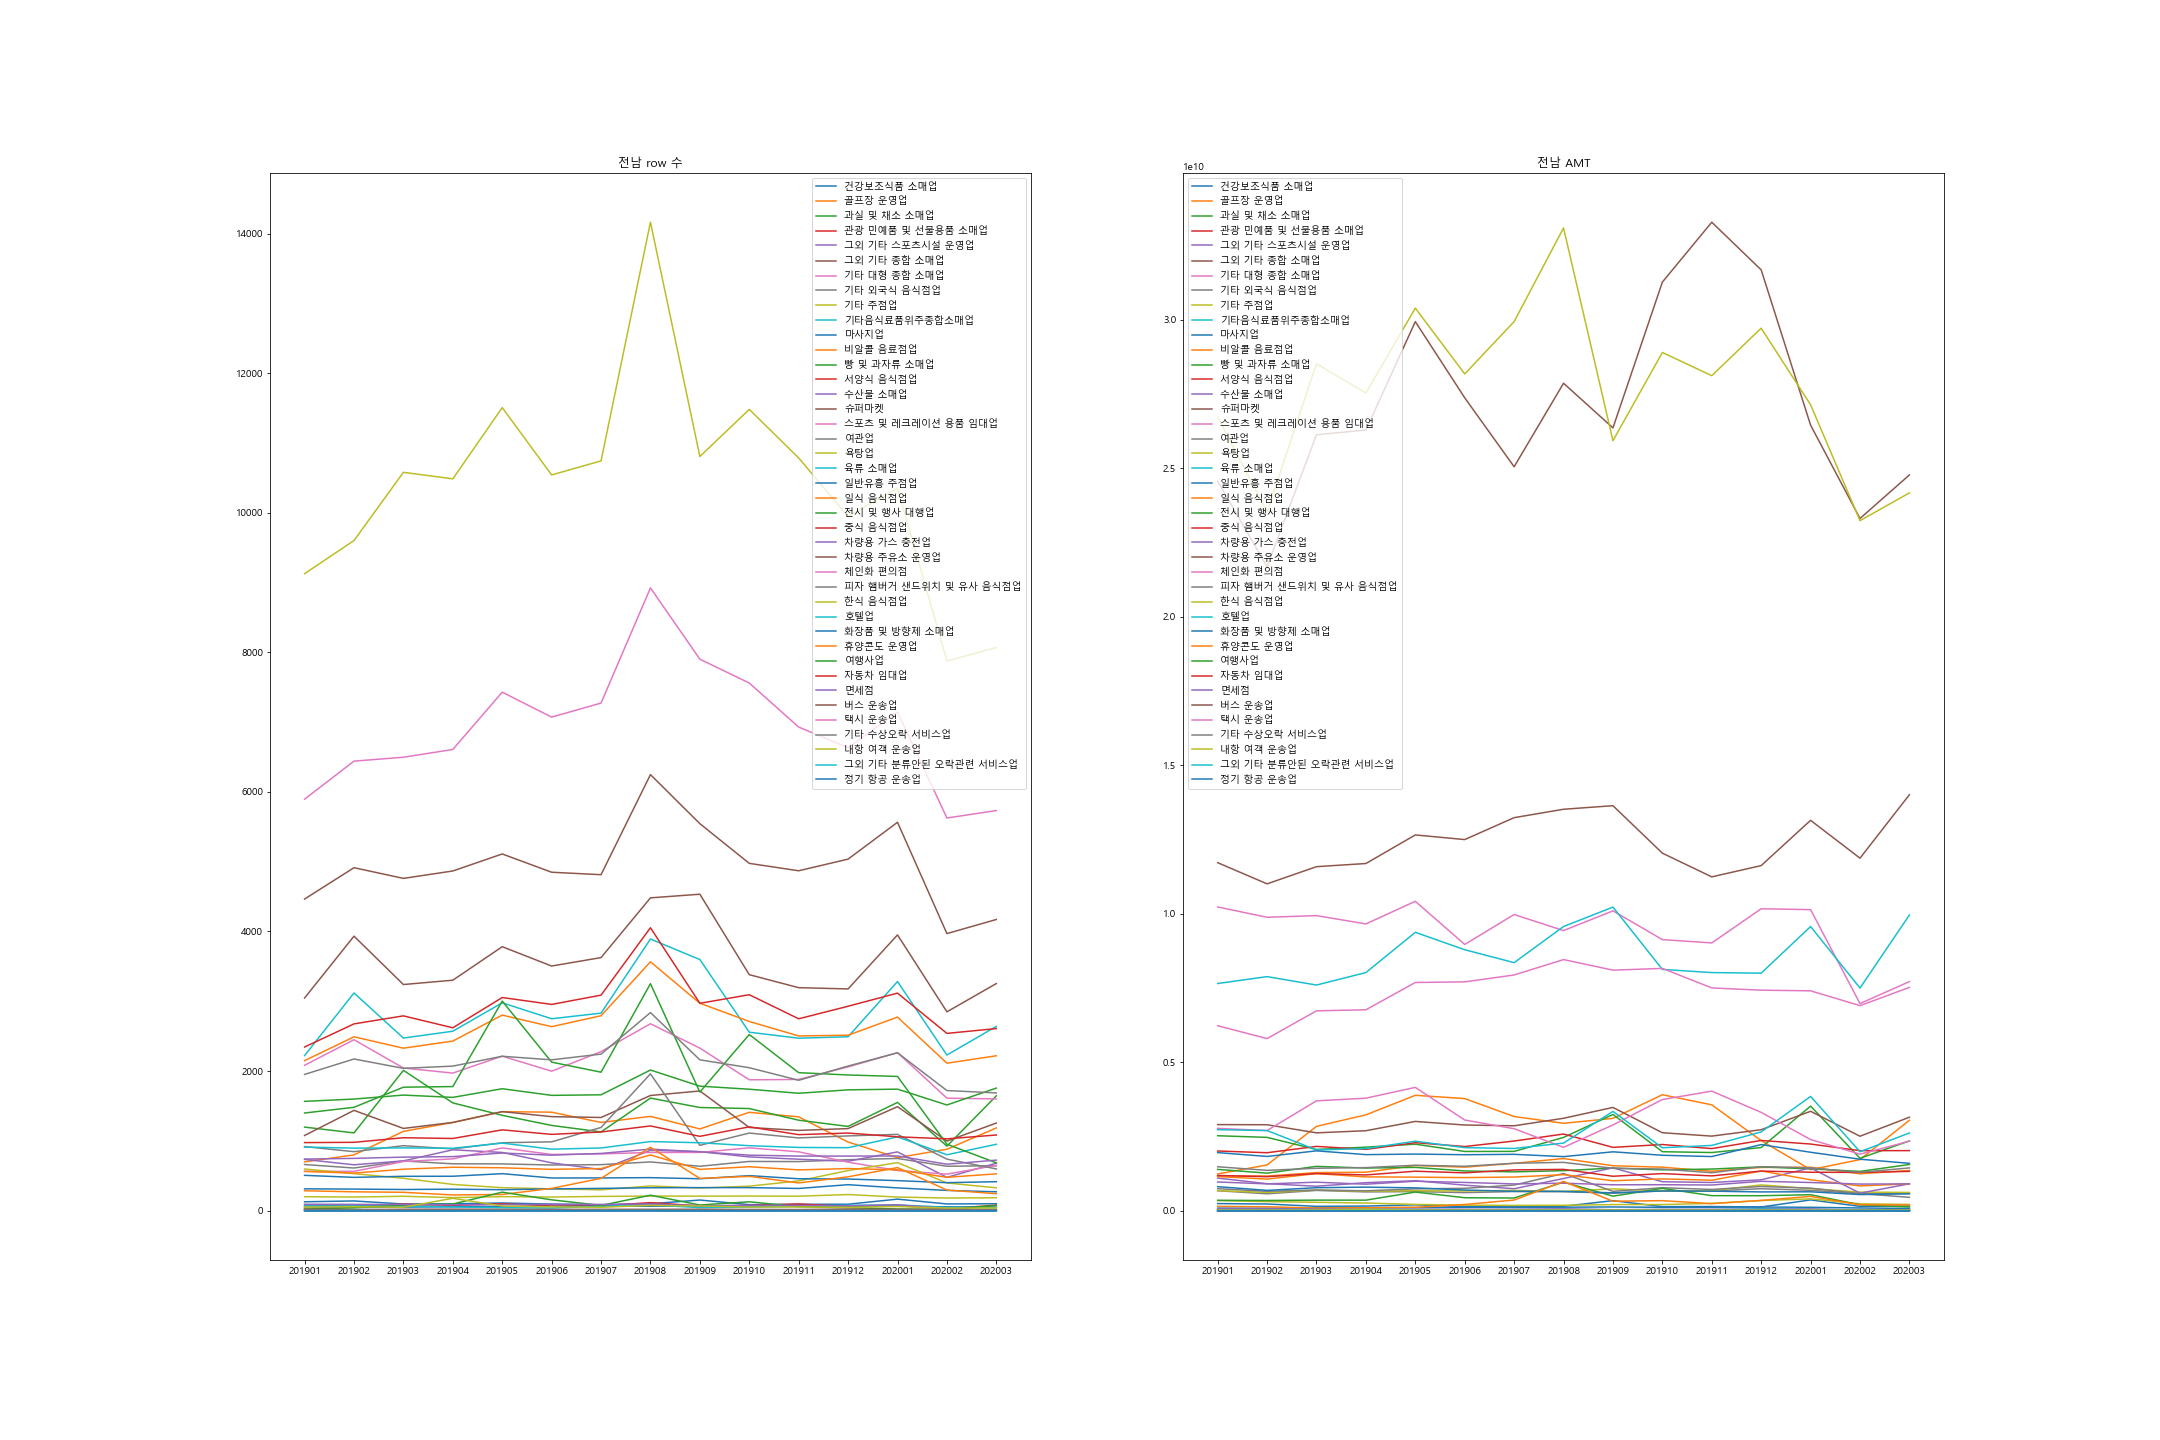 전남 row 수
14000
12000
10000
8000
6000
4000
2000
0
201901 201902 201903 201904 201905 201906 201907 201908 201909 201910 201911 201912 202001 202002 202003
건강보조식품 소매업
골프장 운영업
과실 및 채소 소매업
관광 민예품 및 선물용품 소매업
그외 기타 스포츠시설 운영업
그외 기타 종합 소매업
기타 대형 종합 소매업
기타 외국식 음식점업
기타 주점업
기타음식료품위주종합소매업
마사지업
비알콜 음료점업
빵 및 과자류 소매업
서양식 음식점업
수산물 소매업
슈퍼마켓
스포츠 및 레크레이션 용품 임대업
여관업
욕탕업
육류 소매업
일반유흥 주점업
일식 음식점업
전시 및 행사 대행업
중식 음식점업
차량용 가스 충전업
차량용 주유소 운영업
체인화 편의점
피자 햄버거 샌드위치 및 유사 음식점업
한식 음식점업
호텔업
화장품 및 방향제 소매업
휴양콘도 운영업
여행사업
자동차 임대업
면세점
버스 운송업
택시 운송업
기타 수상오락 서비스업
내항 여객 운송업
그외 기타 분류안된 오락관련 서비스업
정기 항공 운송업
전남 AMT
1e10
3.0
2.5
2.0
1.5
1.0
0.5
0.0
201901 201902 201903 201904 201905 201906 201907 201908 201909 201910 201911 201912 202001 202002 202003
건강보조식품 소매업
골프장 운영업
과실 및 채소 소매업
관광 민예품 및 선물용품 소매업
그외 기타 스포츠시설 운영업
그외 기타 종합 소매업
기타 대형 종합 소매업
기타 외국식 음식점업
기타 주점업
기타음식료품위주종합소매업
마사지업
비알콜 음료점업
빵 및 과자류 소매업
서양식 음식점업
수산물 소매업
슈퍼마켓
스포츠 및 레크레이션 용품 임대업
여관업
욕탕업
육류 소매업
일반유흥 주점업
일식 음식점업
전시 및 행사 대행업
중식 음식점업
차량용 가스 충전업
차량용 주유소 운영업
체인화 편의점
피자 햄버거 샌드위치 및 유사 음식점업
한식 음식점업
호텔업
화장품 및 방향제 소매업
휴양콘도 운영업
여행사업
자동차 임대업
면세점
버스 운송업
택시 운송업
기타 수상오락 서비스업
내항 여객 운송업
그외 기타 분류안된 오락관련 서비스업
정기 항공 운송업